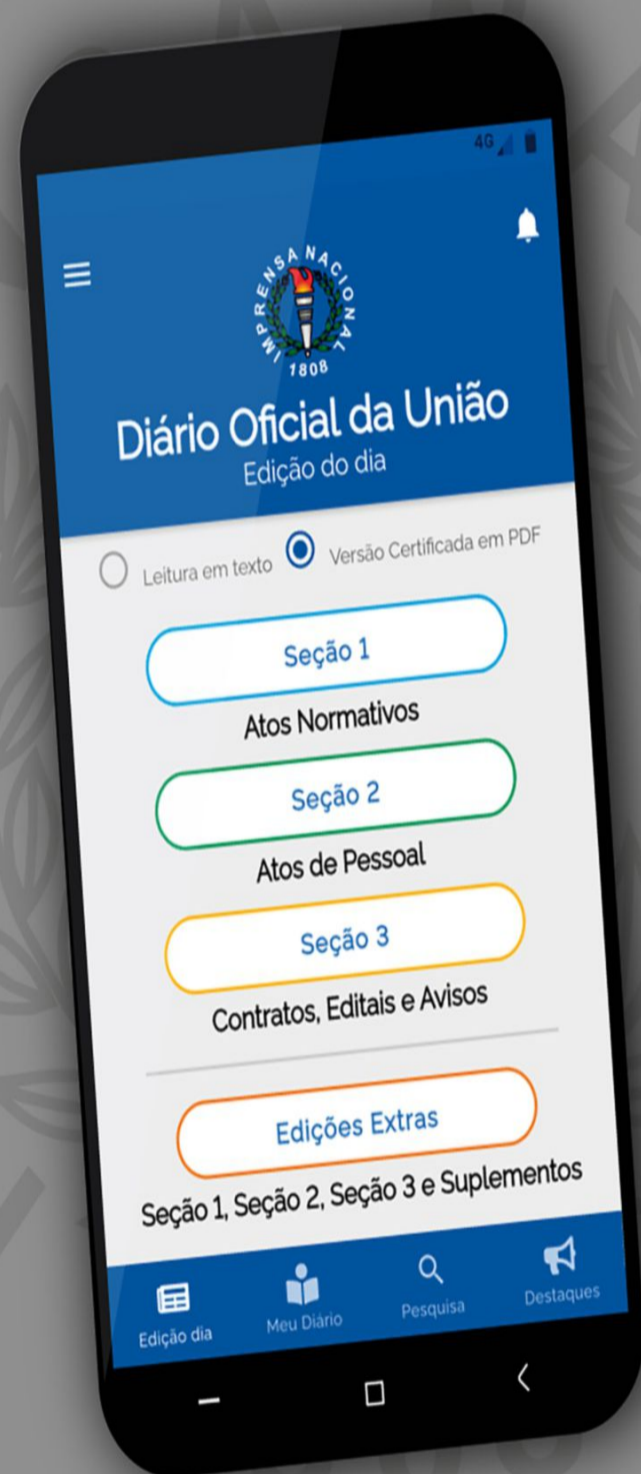 4G
IMPRENSA NACIONAL
1808
Diário Oficial da União
Edição do dia
Leitura em texto Versão Certificada em PDF
Seção 1
Atos Normativos
Seção 2
Atos de Pessoal
Seção 3
Contratos, Editais e Avisos
Edições Extras
Seção 1, Seção 2, Seção 3 e Suplementos
Edição dia Meu Diário Pesquisa Destaques